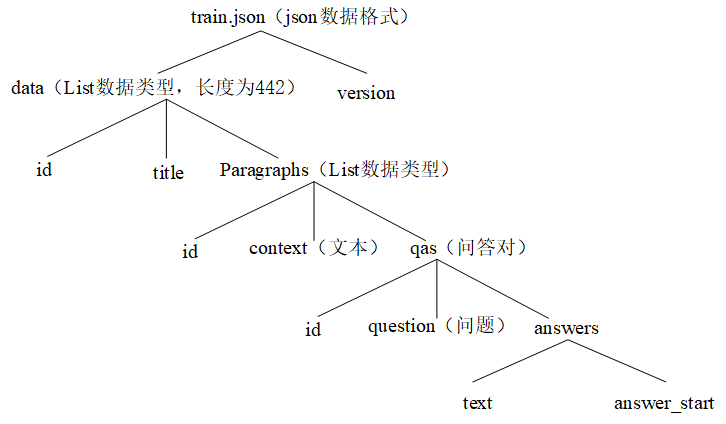 train.json（json数据格式）
data（List数据类型，长度为442）
version
id
title
Paragraphs（List数据类型）
id
context（文本）
qas（问答对）
id
question（问题）
answers
text
answer_start